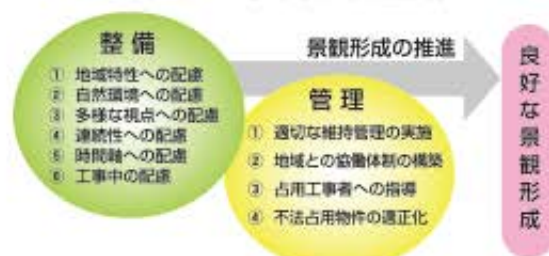 整備
① 地域特性への配慮
② 自然環境への配慮
③ 多様な視点への配慮
④ 連続性への配慮
⑤ 時間軸への配慮
⑥ 工事中の配慮
景観形成の推進
管理
① 適切な維持管理の実施
② 地域との協働体制の構築
③ 占用工事者への指導
④ 不法占用物件の適正化
良好な景観形成